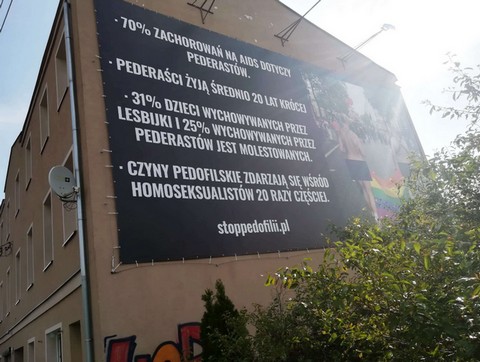 · 70% ZACHOROWAŃ NA AIDS DOTYCZY
PEDERASTÓW.
· PEDERAŚCI ŻYJĄ ŚREDNIO 20 LAT KRÓCEJ
· 31% DZIECI WYCHOWYWANYCH PRZEZ
LESBIJKI I 25% WYCHOWYWANYCH PRZEZ
PEDERASTÓW JEST MOLESTOWANYCH.
· CZYNY PEDOFILSKIE ZDARZAJĄ SIĘ WŚRÓD
HOMOSEKSUALISTÓW 20 RAZY CZĘŚCIEJ.
stoppedofilii.pl